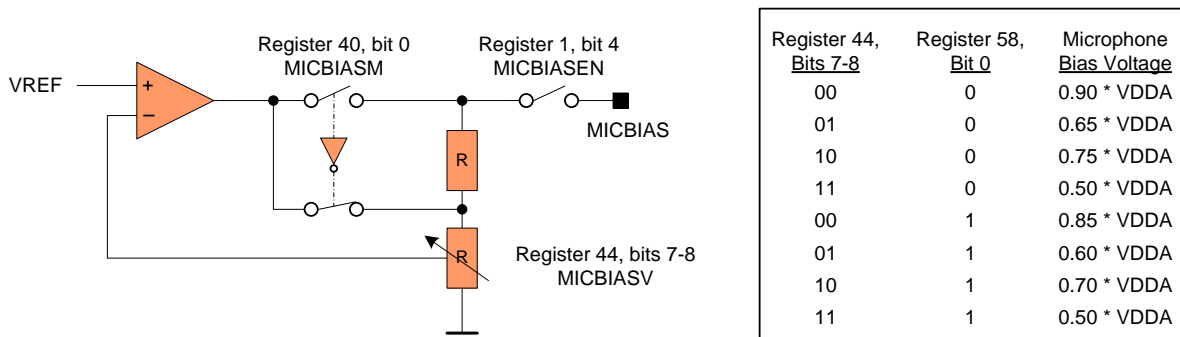 Register 40, bit 0
MICBIASM
Register 1, bit 4
MICBIASEN
VREF
+
−
MICBIAS
R
R
Register 44, bits 7-8
MICBIASV
Register 44, Register 58, Microphone
Bits 7-8 Bit 0 Bias Voltage
00 0 0.90 * VDDA
01 0 0.65 * VDDA
10 0 0.75 * VDDA
11 0 0.50 * VDDA
00 1 0.85 * VDDA
01 1 0.60 * VDDA
10 1 0.70 * VDDA
11 1 0.50 * VDDA